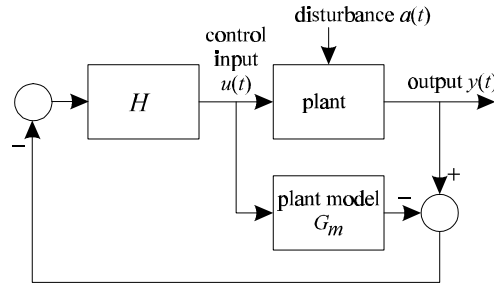 disturbance a(t)
control
input
u(t)
output y(t)
H
plant
−
+
plant model
Gm
−